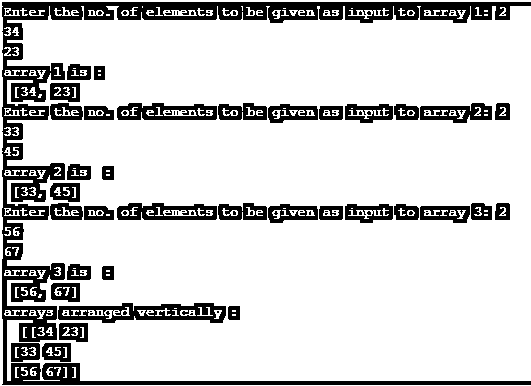 Enter the no. of elements to be given as input to array 1: 2
34
23
array 1 is :
[34, 23]
Enter the no. of elements to be given as input to array 2: 2
33
45
array 2 is  :
[33, 45]
Enter the no. of elements to be given as input to array 3: 2
56
67
array 3 is  :
[56, 67]
arrays arranged vertically :
[[34 23]
[33 45]
[56 67]]